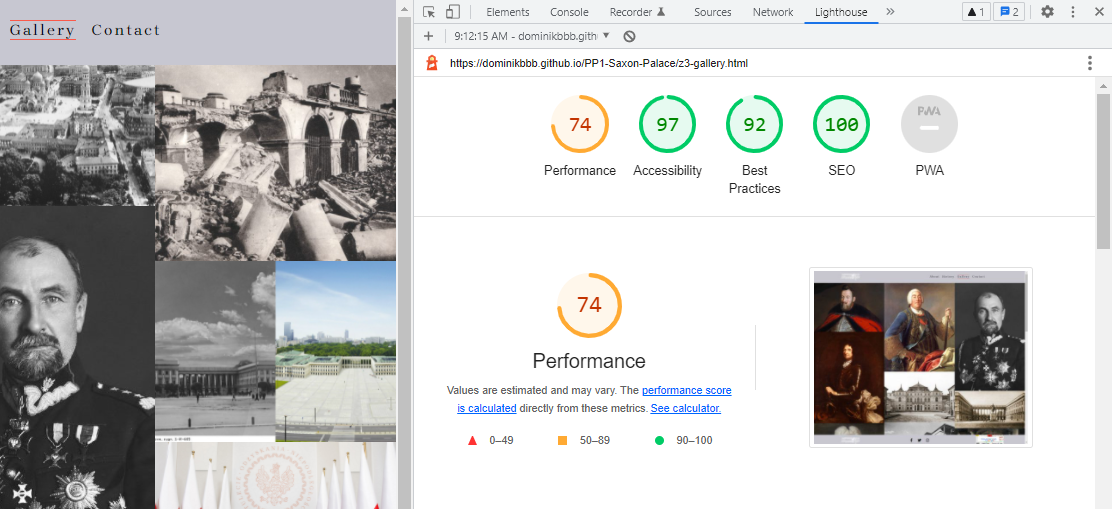 Gallery Contact
Elements Console Recorder Sources Network Lighthouse » 1 2
9:12:15 AM - dominikbbb.gith
https://dominikbbb.github.io/PP1-Saxon-Palace/z3-gallery.html
74 97 92 100 PWA
Performance Accessibility Best Practices SEO PWA
74
Performance
Values are estimated and may vary. The performance score
is calculated directly from these metrics. See calculator.
0–49 50–89 90–100